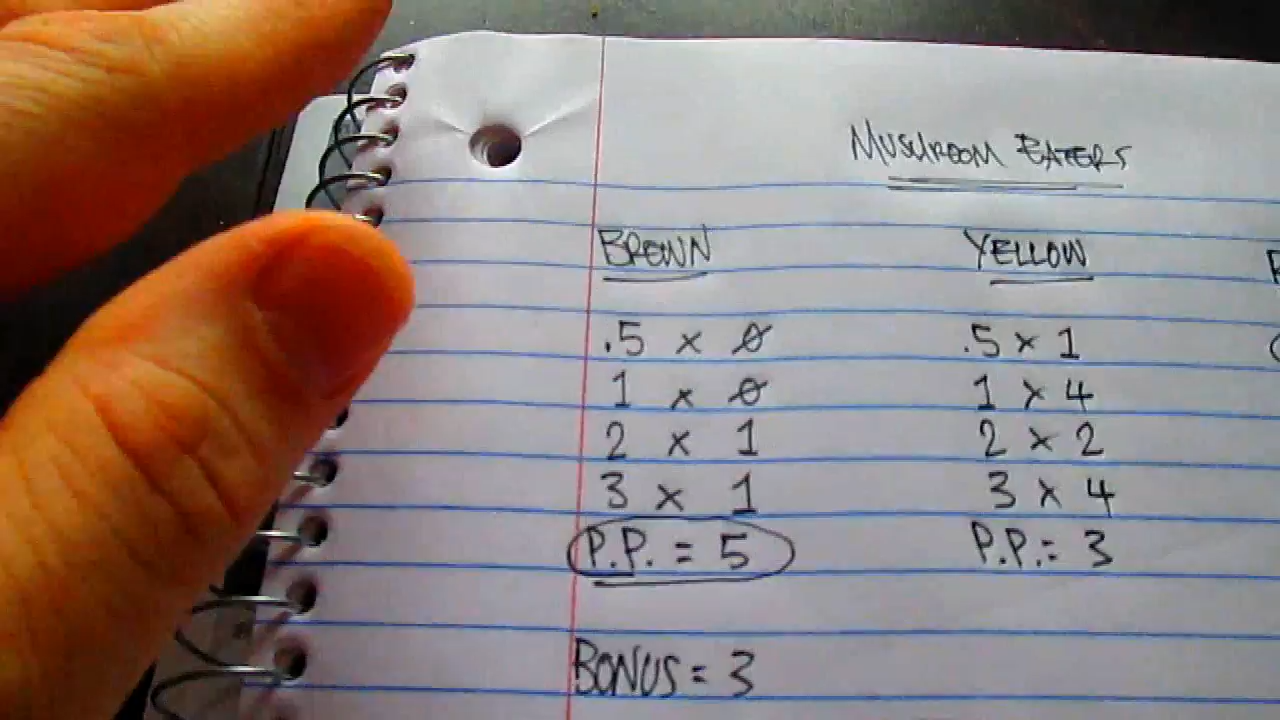 MUSHROOM EATERS
BROWN YELLOW
.5 x 0 .5 x 1
1 x 0 1 x 4
2 x 1 2 x 2
3 x 1 3 x 4
P.P. = 5 P.P. = 3
BONUS = 3